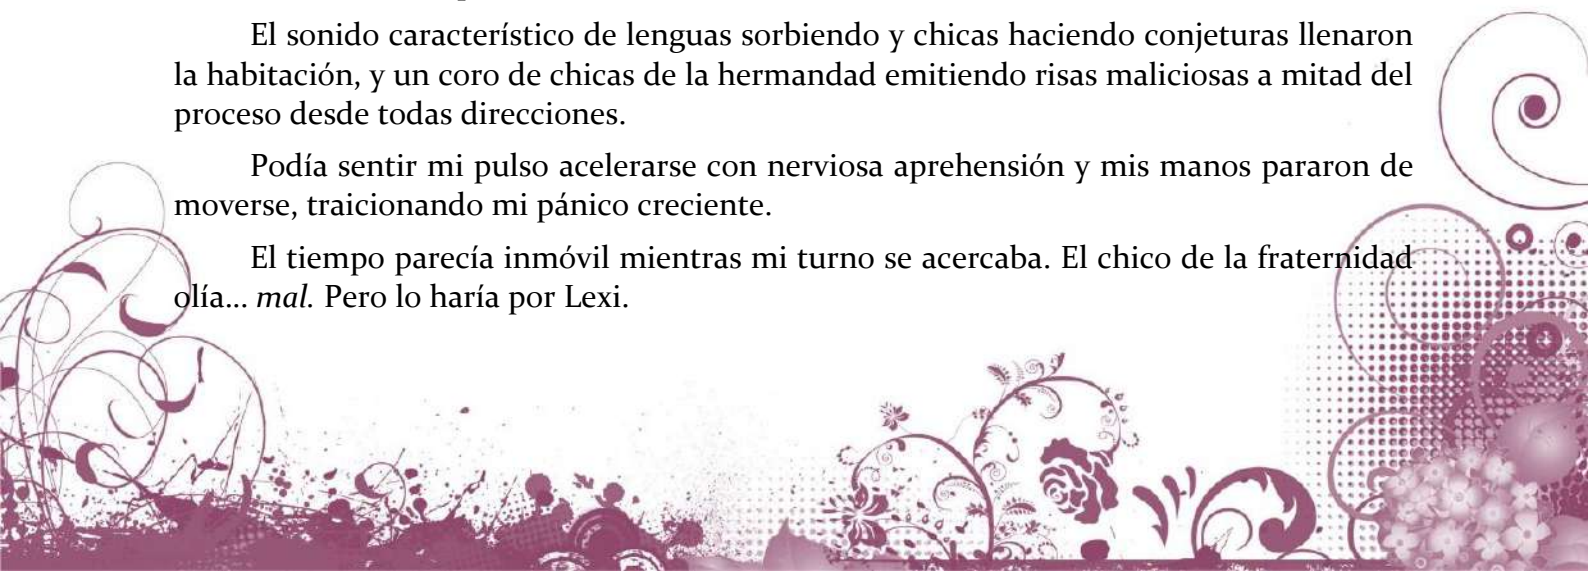 El sonido característico de lenguas sorbiendo y chicas haciendo conjeturas llenaron
la habitación, y un coro de chicas de la hermandad emitiendo risas maliciosas a mitad del
proceso desde todas direcciones.
Podía sentir mi pulso acelerarse con nerviosa aprehensión y mis manos pararon de
moverse, traicionando mi pánico creciente.
El tiempo parecía inmóvil mientras mi turno se acercaba. El chico de la fraternidad
olía... mal. Pero lo haría por Lexi.